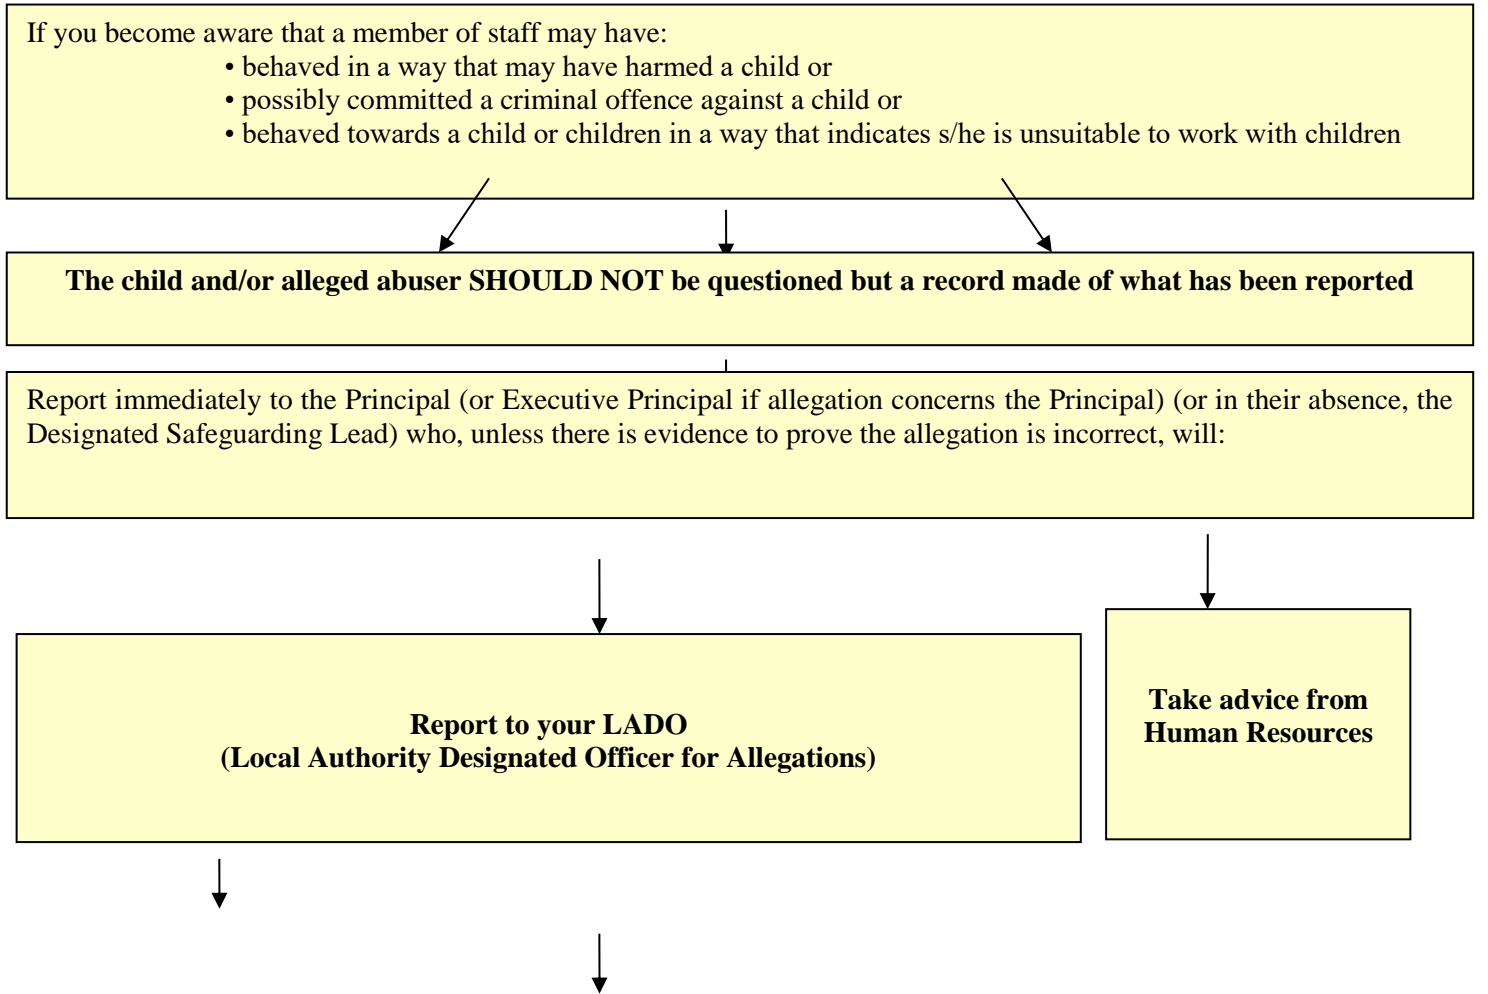 If you become aware that a member of staff may have:
• behaved in a way that may have harmed a child or
• possibly committed a criminal offence against a child or
• behaved towards a child or children in a way that indicates s/he is unsuitable to work with children
The child and/or alleged abuser SHOULD NOT be questioned but a record made of what has been reported
Report immediately to the Principal (or Executive Principal if allegation concerns the Principal) (or in their absence, the
Designated Safeguarding Lead) who, unless there is evidence to prove the allegation is incorrect, will:
Report to your LADO
(Local Authority Designated Officer for Allegations)
Take advice from
Human Resources